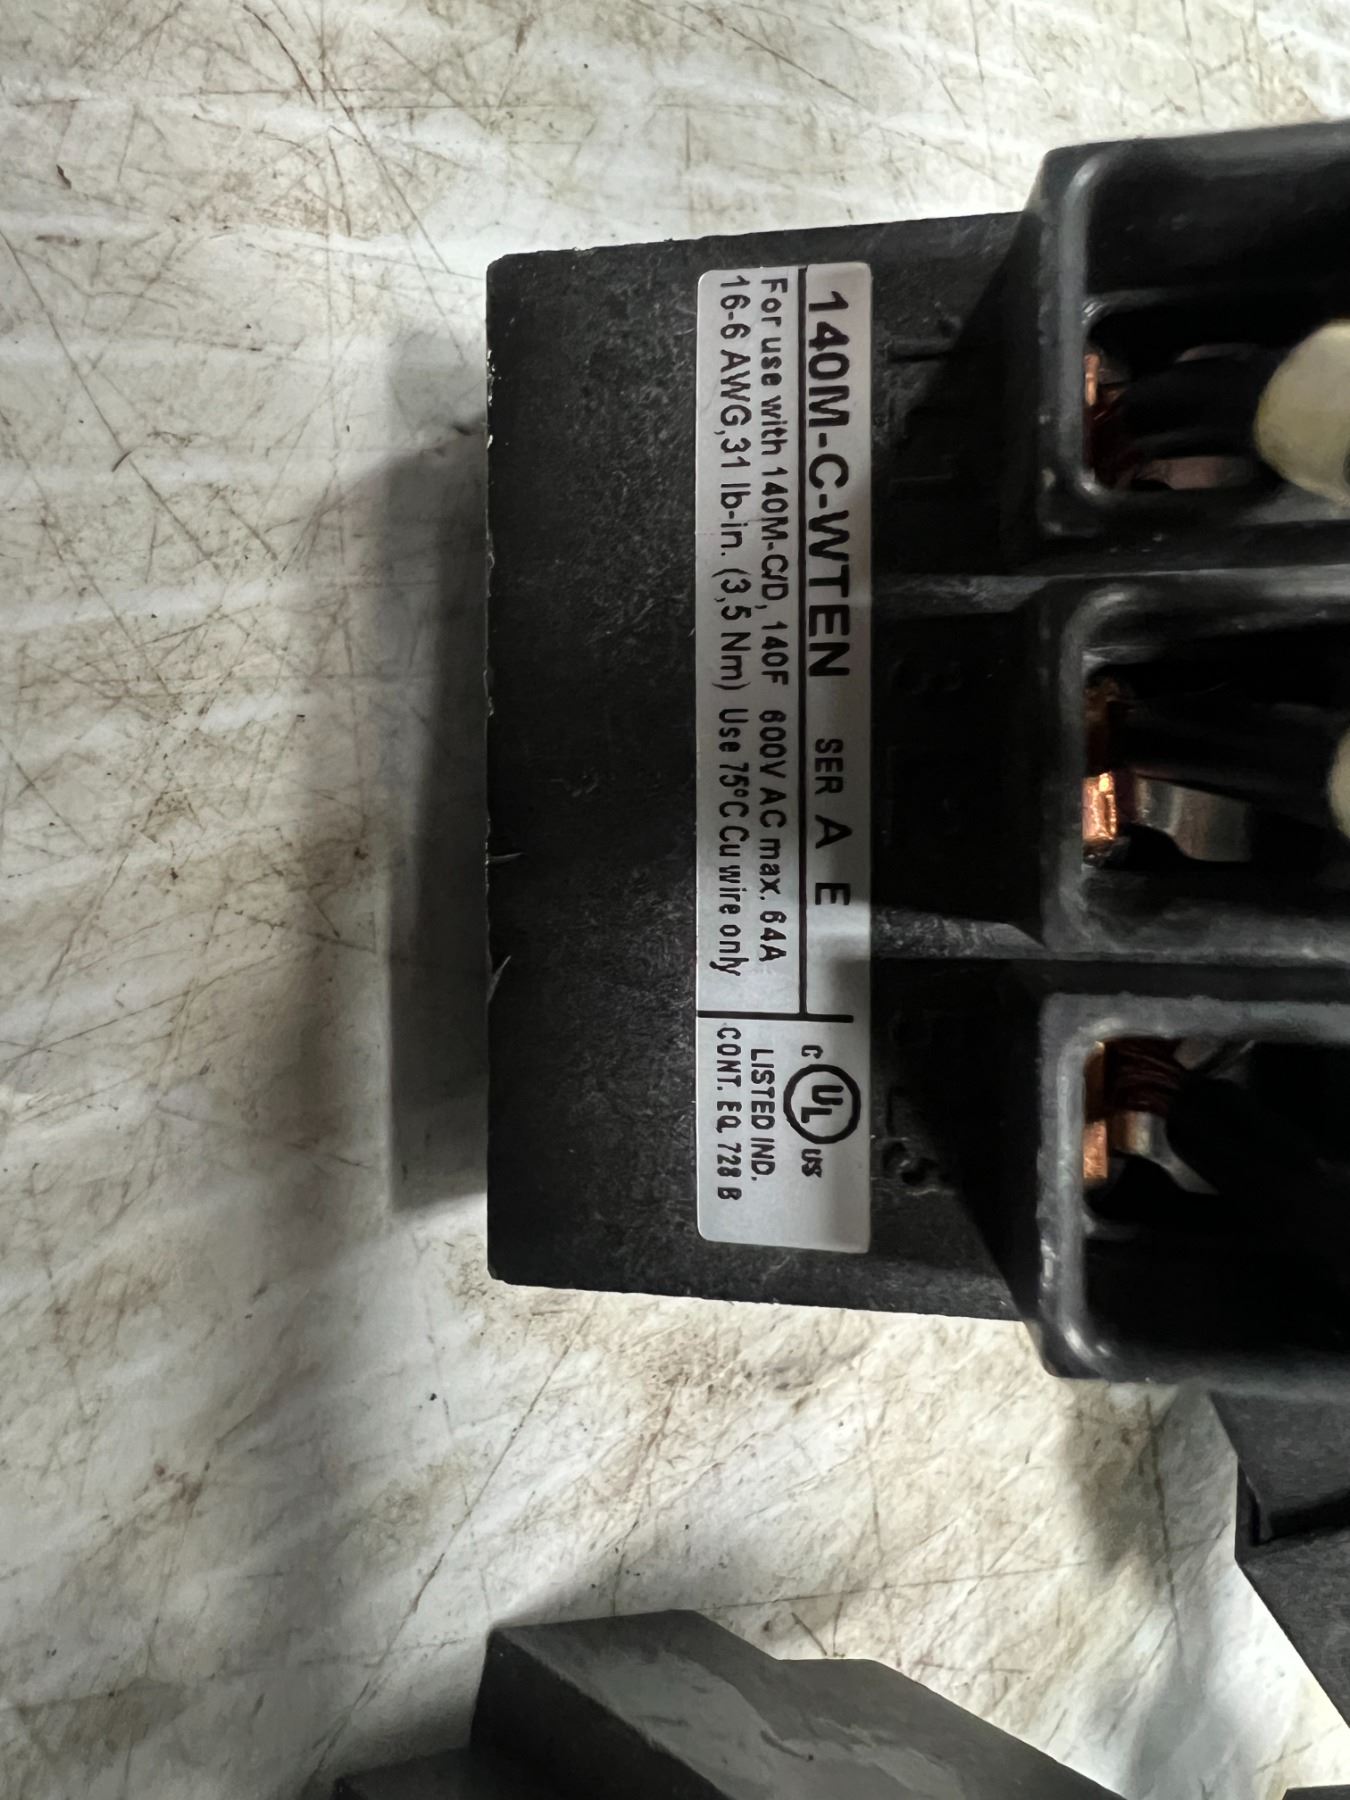 140M-C-WTEN SER A E
For use with 140M-C/D, 140F 600V AC max. 64A
16-6 AWG,31 lb-in. (3,5 Nm) Use 75°C Cu wire only
C UL US
LISTED IND.
CONT. EQ. 728 B